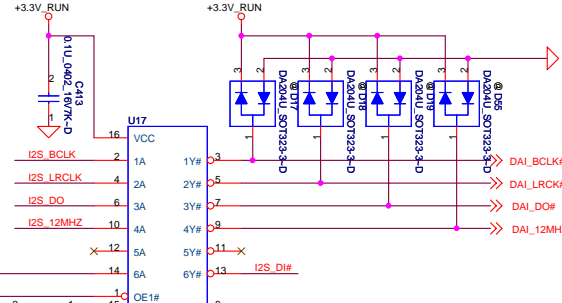 +3.3V_RUN
+3.3V_RUN
0.1U_0402_16V7K~D
C413
2
1
3
2
1
@ D17
DA204U_SOT323-3~D
3
2
1
@ D18
DA204U_SOT323-3~D
3
2
1
@ D19
DA204U_SOT323-3~D
3
2
1
@ D55
DA204U_SOT323-3~D
U17
16 VCC
I2S_BCLK 2 1A 1Y# 3 DAI_BCLK#
I2S_LRCLK 4 2A 2Y# 5 DAI_LRCK#
I2S_DO 6 3A 3Y# 7 DAI_DO#
I2S_12MHZ 10 4A 4Y# 9 DAI_12MH
12 5A 5Y# 11
14 6A 6Y# 13 I2S_DI#
1 OE1#